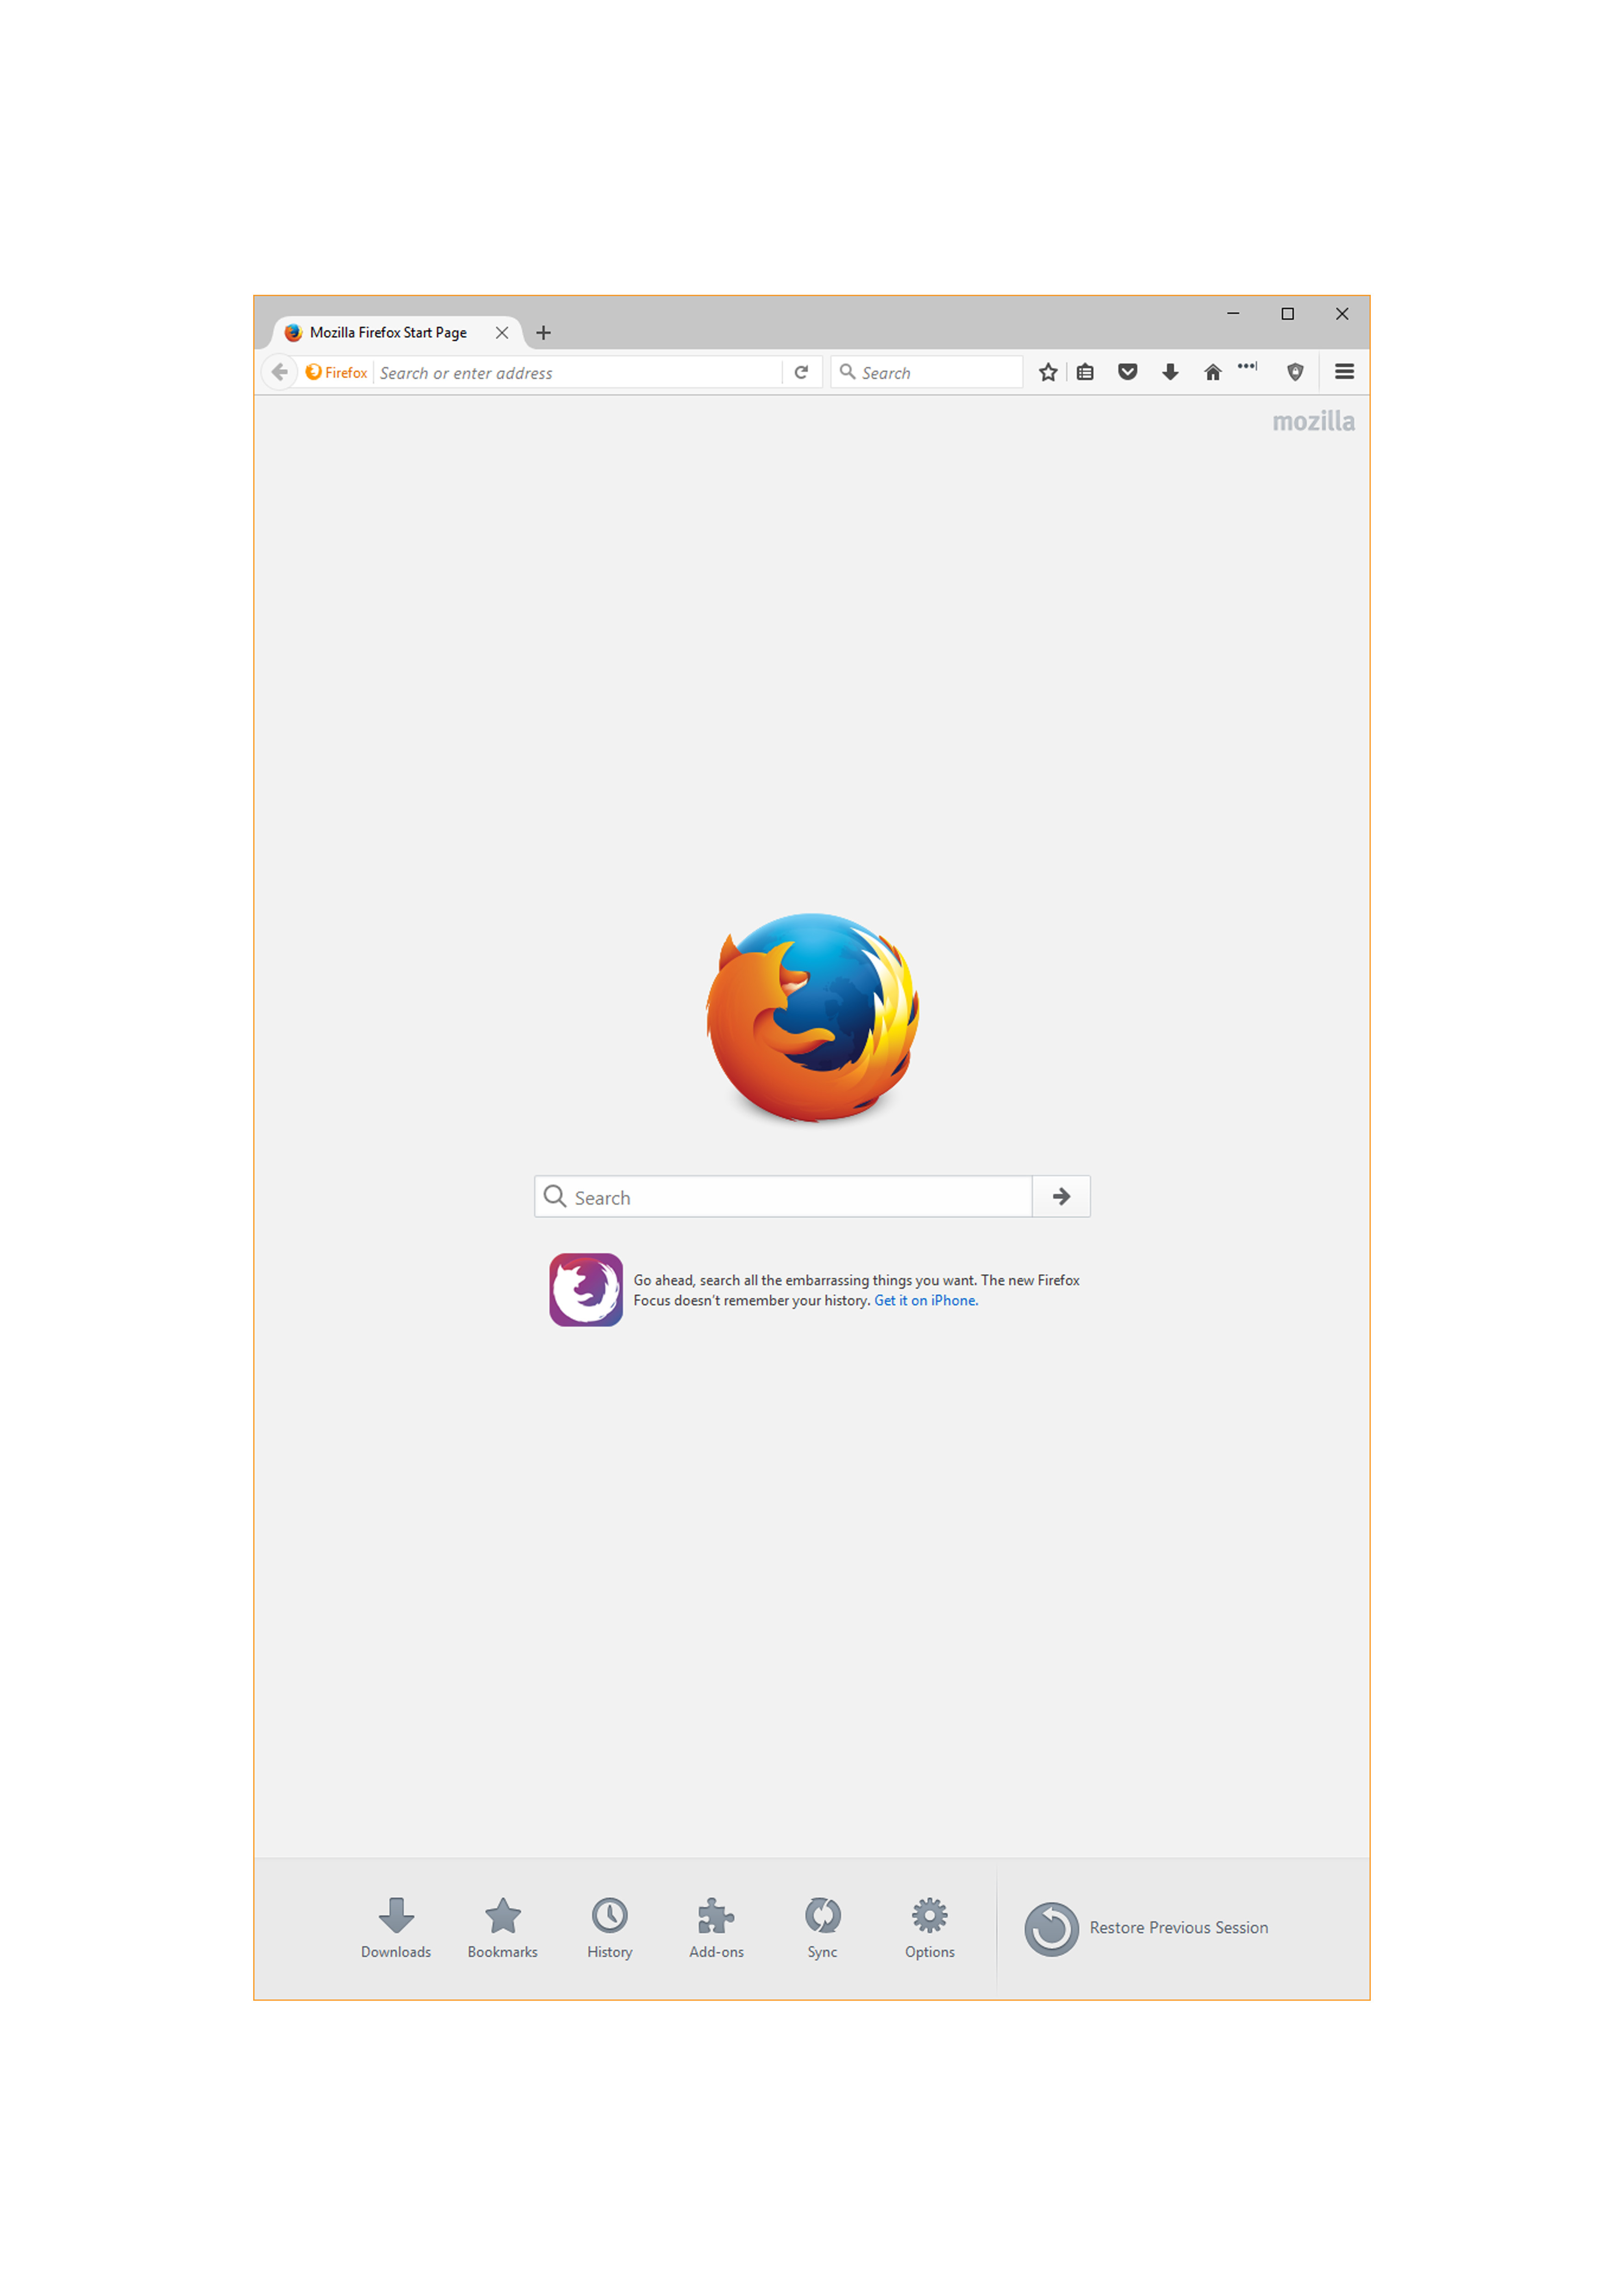 Mozilla Firefox Start Page
Firefox Search or enter address Search
mozilla
Search
Go ahead, search all the embarrassing things you want. The new Firefox
Focus doesn't remember your history. Get it on iPhone.
Downloads Bookmarks History Add-ons Sync Options Restore Previous Session